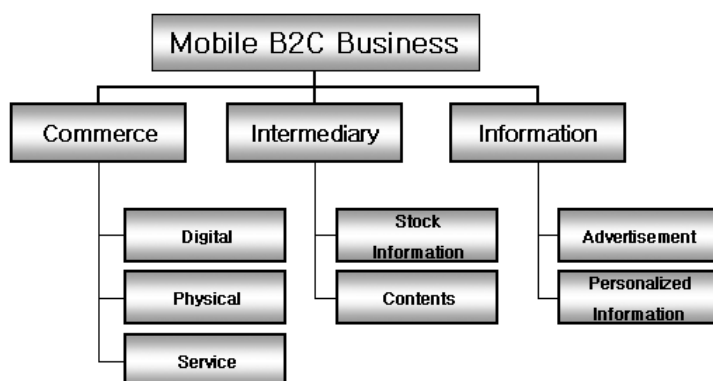 Mobile B2C Business
Commerce
Intermediary
Information
Digital
Physical
Service
Stock
Information
Contents
Advertisement
Personalized
Information